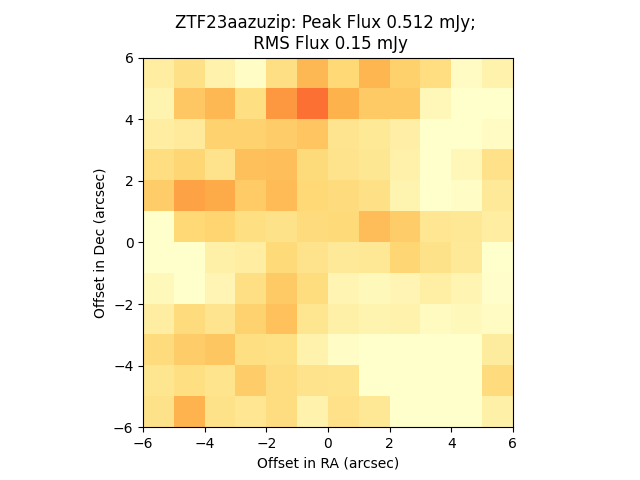 ZTF23aazuzip: Peak Flux 0.512 mJy;
RMS Flux 0.15 mJy
6
4
2
0
−2
−4
−6
Offset in Dec (arcsec)
−6 −4 −2 0 2 4 6
Offset in RA (arcsec)